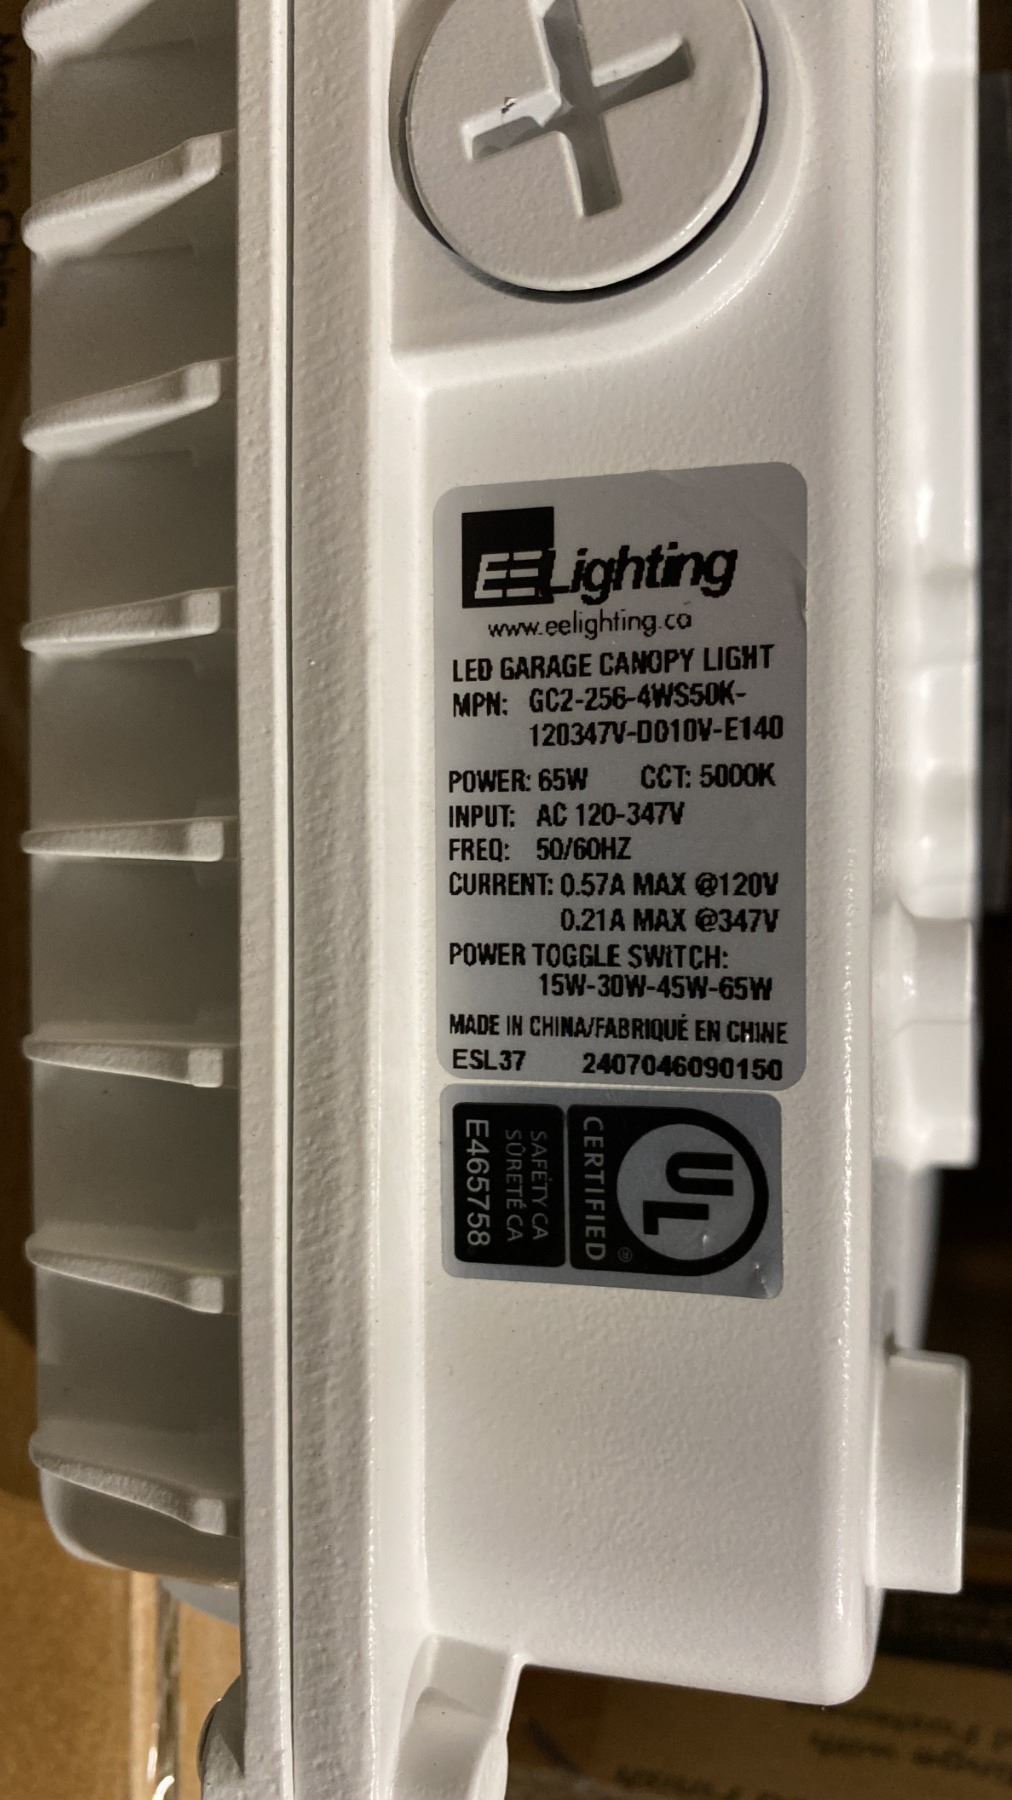 EELighting
www.eelighting.ca
LED GARAGE CANOPY LIGHT
MPN: GC2-256-4WS50K-
120347V-D010V-E140
POWER: 65W CCT: 5000K
INPUT: AC 120-347V
FREQ: 50/60HZ
CURRENT: 0.57A MAX @120V
0.21A MAX @347V
POWER TOGGLE SWITCH:
15W-30W-45W-65W
MADE IN CHINA/FABRIQUÉ EN CHINE
ESL37 2407046090150
UL
CERTIFIED ®
SAFETY CA
SÛRETÉ CA
E465758
Made in China